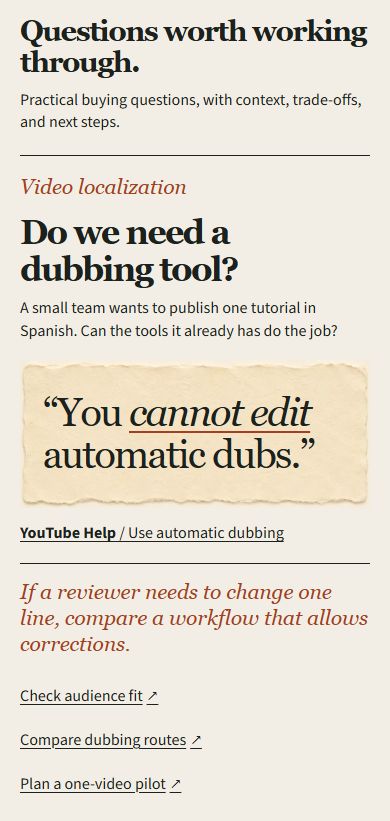 Questions worth working
through.
Practical buying questions, with context, trade-offs,
and next steps.
Video localization
Do we need a
dubbing tool?
A small team wants to publish one tutorial in
Spanish. Can the tools it already has do the job?
“You cannot edit
automatic dubs.”
YouTube Help / Use automatic dubbing
If a reviewer needs to change one
line, compare a workflow that allows
corrections.
Check audience fit ↗
Compare dubbing routes ↗
Plan a one-video pilot ↗